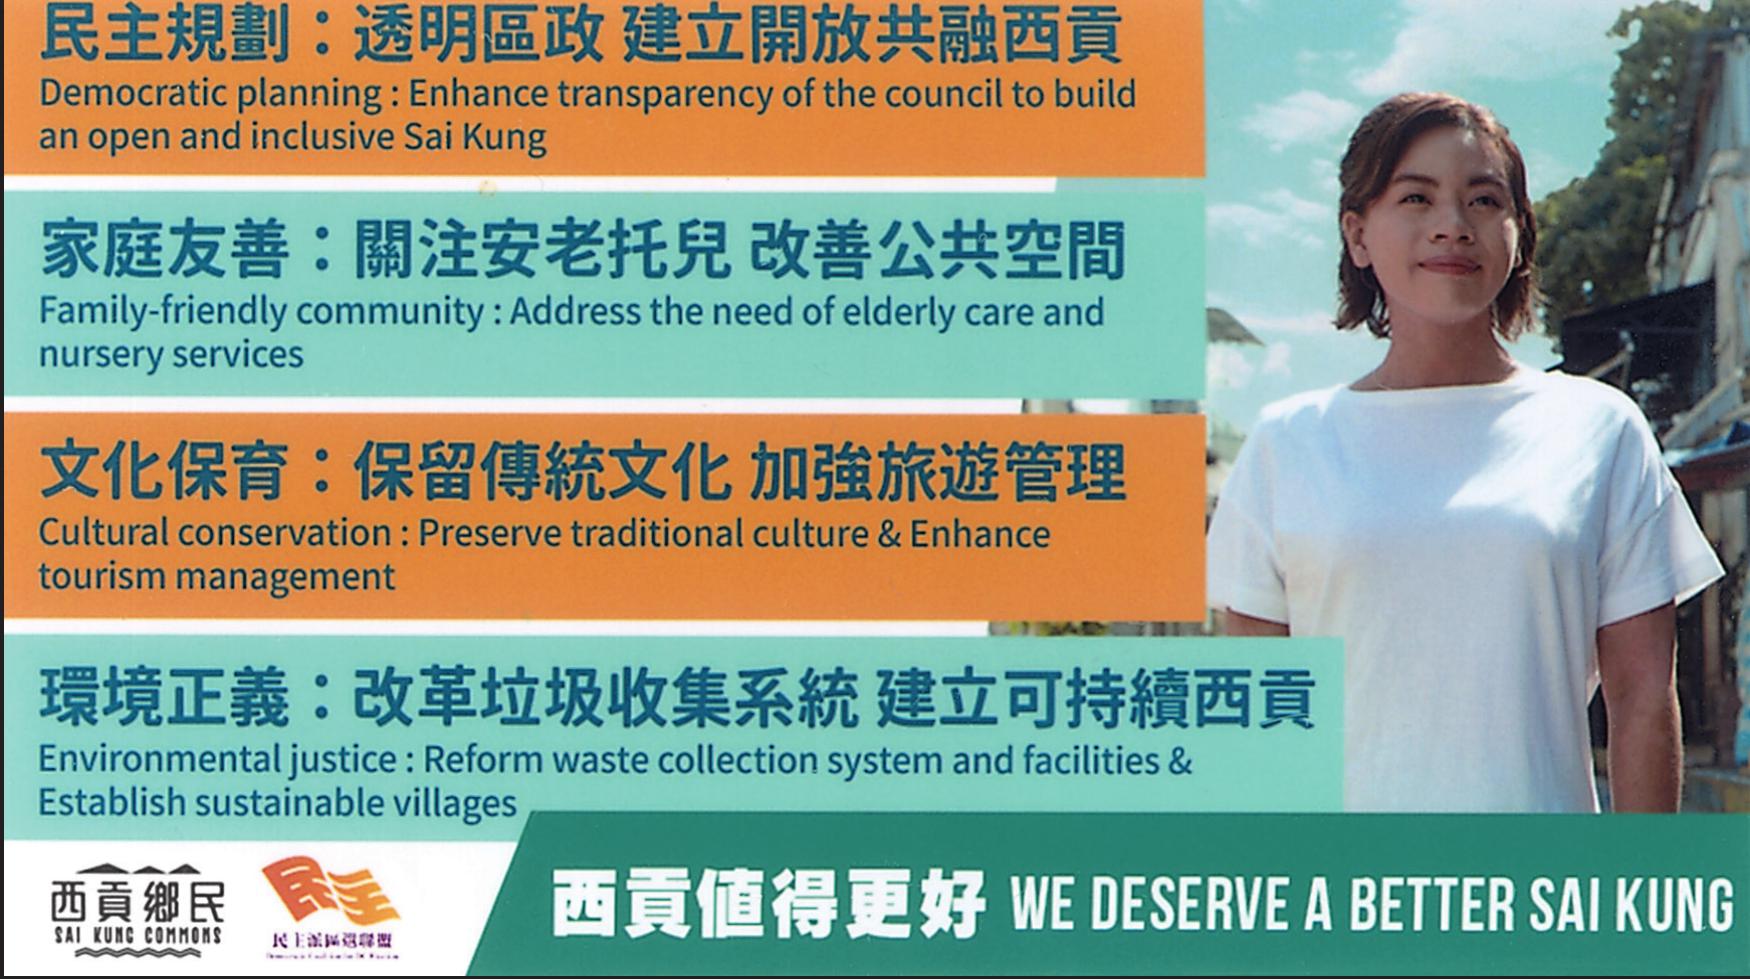 民主規劃：透明區政 建立開放共融西貢
Democratic planning : Enhance transparency of the council to build
an open and inclusive Sai Kung
家庭友善：關注安老托兒 改善公共空間
Family-friendly community : Address the need of elderly care and
nursery services
文化保育：保留傳統文化 加強旅遊管理
Cultural conservation : Preserve traditional culture & Enhance
tourism management
環境正義：改革垃圾收集系統 建立可持續西貢
Environmental justice : Reform waste collection system and facilities &
Establish sustainable villages
西貢鄉民
SAI KUNG COMMONS
民主
民主派區選聯盟
西貢值得更好 WE DESERVE A BETTER SAI KUNG